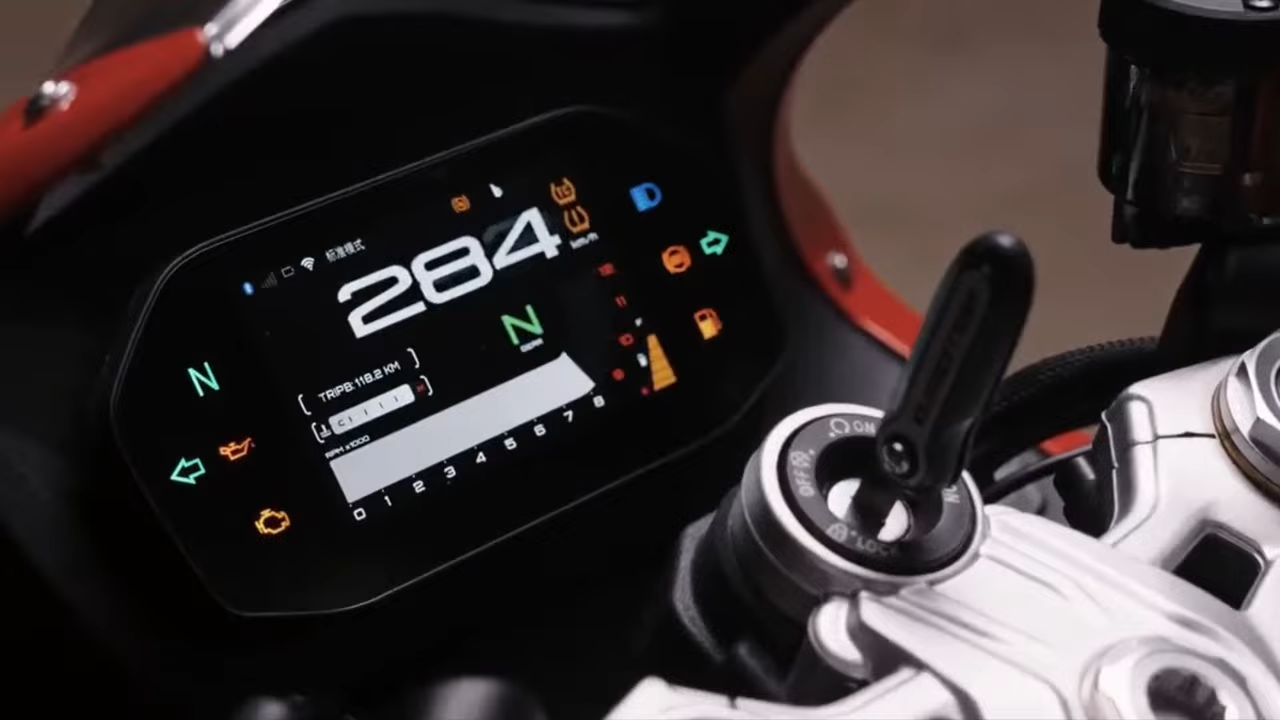 标准模式
284
km/h
N
N
TRIPB: 118.2 KM
C
H
RPM x1000
0 1 2 3 4 5 6 7 8
ON
OFF
LOCK